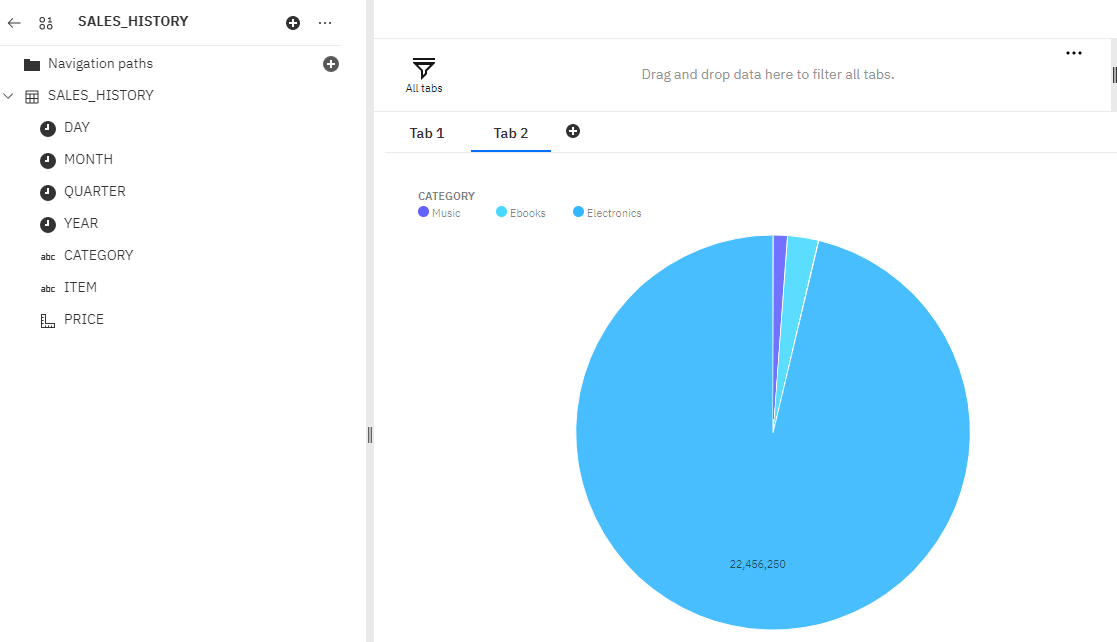 SALES_HISTORY
Navigation paths
SALES_HISTORY
DAY
MONTH
QUARTER
YEAR
abc CATEGORY
abc ITEM
PRICE
All tabs
Drag and drop data here to filter all tabs.
Tab 1 Tab 2
CATEGORY
Music Ebooks Electronics
22,456,250